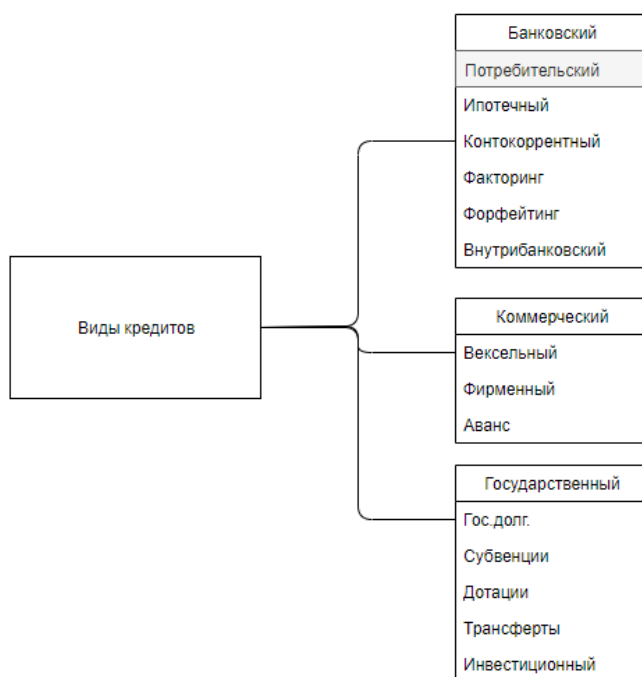 Банковский
Потребительский
Ипотечный
Контокоррентный
Факторинг
Форфейтинг
Внутрибанковский
Виды кредитов
Коммерческий
Вексельный
Фирменный
Аванс
Государственный
Гос.долг.
Субвенции
Дотации
Трансферты
Инвестиционный